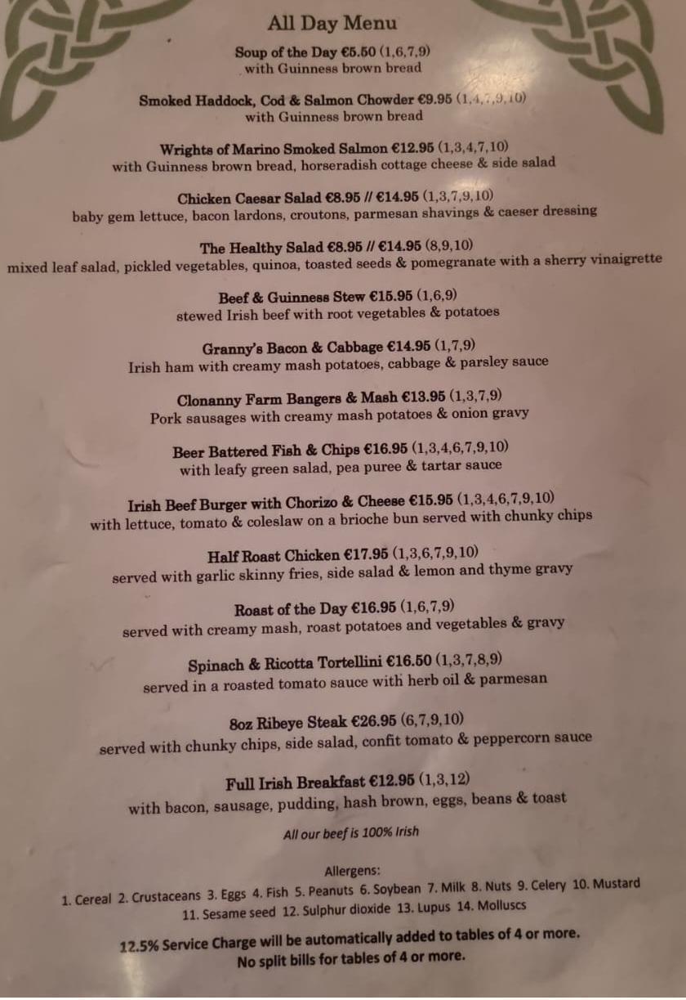 All Day Menu
Soup of the Day €5.50 (1,6,7,9)
with Guinness brown bread
Smoked Haddock, Cod & Salmon Chowder €9.95 (1,4,7,9,10)
with Guinness brown bread
Wrights of Marino Smoked Salmon €12.95 (1,3,4,7,10)
with Guinness brown bread, horseradish cottage cheese & side salad
Chicken Caesar Salad €8.95 // €14.95 (1,3,7,9,10)
baby gem lettuce, bacon lardons, croutons, parmesan shavings & caeser dressing
The Healthy Salad €8.95 // €14.95 (8,9,10)
mixed leaf salad, pickled vegetables, quinoa, toasted seeds & pomegranate with a sherry vinaigrette
Beef & Guinness Stew €15.95 (1,6,9)
stewed Irish beef with root vegetables & potatoes
Granny's Bacon & Cabbage €14.95 (1,7,9)
Irish ham with creamy mash potatoes, cabbage & parsley sauce
Clonanny Farm Bangers & Mash €13.95 (1,3,7,9)
Pork sausages with creamy mash potatoes & onion gravy
Beer Battered Fish & Chips €16.95 (1,3,4,6,7,9,10)
with leafy green salad, pea puree & tartar sauce
Irish Beef Burger with Chorizo & Cheese €15.95 (1,3,4,6,7,9,10)
with lettuce, tomato & coleslaw on a brioche bun served with chunky chips
Half Roast Chicken €17.95 (1,3,6,7,9,10)
served with garlic skinny fries, side salad & lemon and thyme gravy
Roast of the Day €16.95 (1,6,7,9)
served with creamy mash, roast potatoes and vegetables & gravy
Spinach & Ricotta Tortellini €16.50 (1,3,7,8,9)
served in a roasted tomato sauce with herb oil & parmesan
8oz Ribeye Steak €26.95 (6,7,9,10)
served with chunky chips, side salad, confit tomato & peppercorn sauce
Full Irish Breakfast €12.95 (1,3,12)
with bacon, sausage, pudding, hash brown, eggs, beans & toast
All our beef is 100% Irish
Allergens:
1. Cereal 2. Crustaceans 3. Eggs 4. Fish 5. Peanuts 6. Soybean 7. Milk 8. Nuts 9. Celery 10. Mustard
11. Sesame seed 12. Sulphur dioxide 13. Lupus 14. Molluscs
12.5% Service Charge will be automatically added to tables of 4 or more.
No split bills for tables of 4 or more.